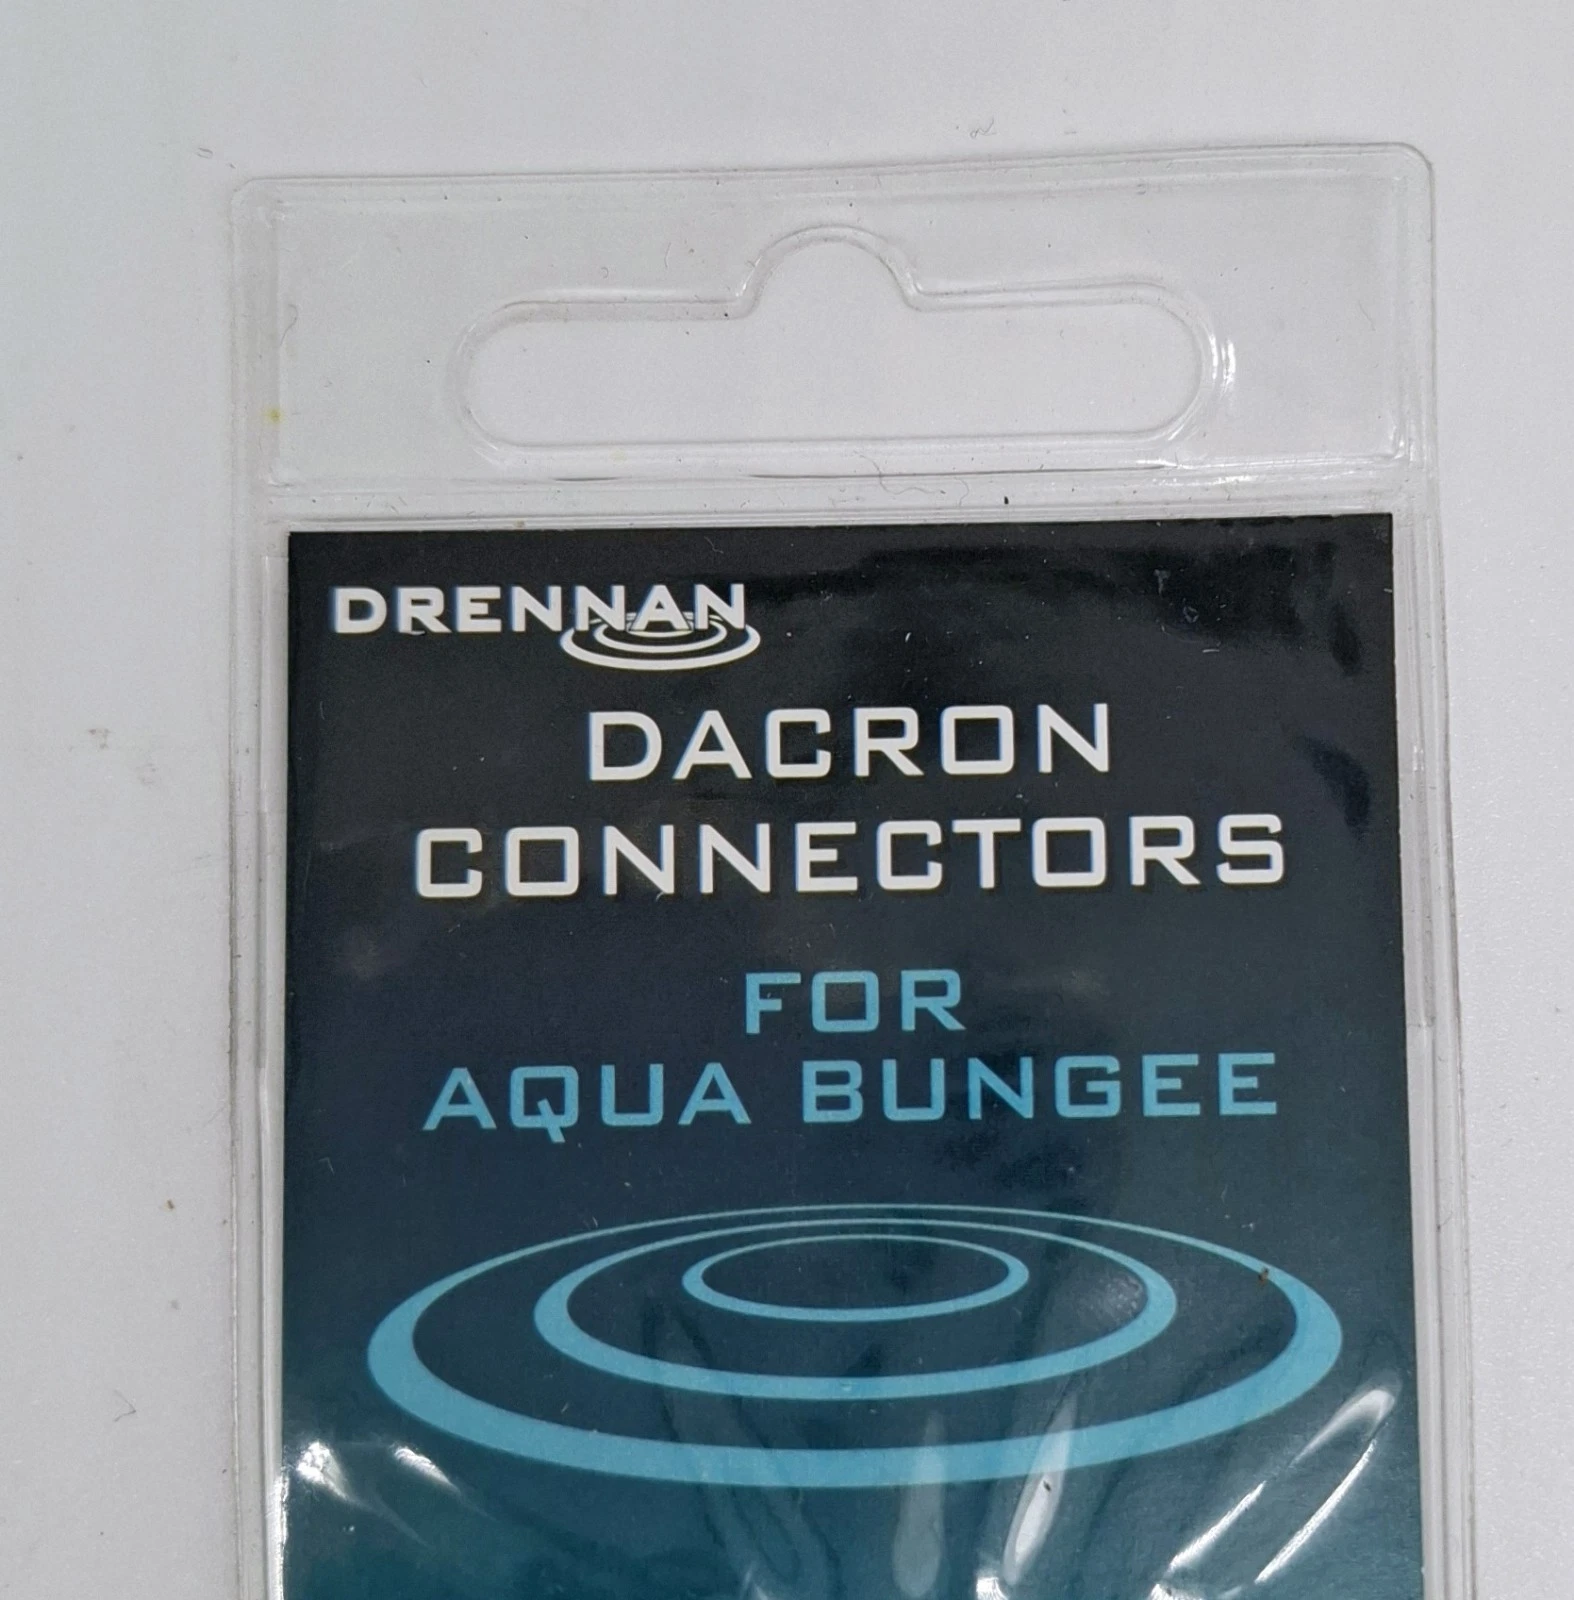 DRENNAN
DACRON
CONNECTORS
FOR
AQUA BUNGEE